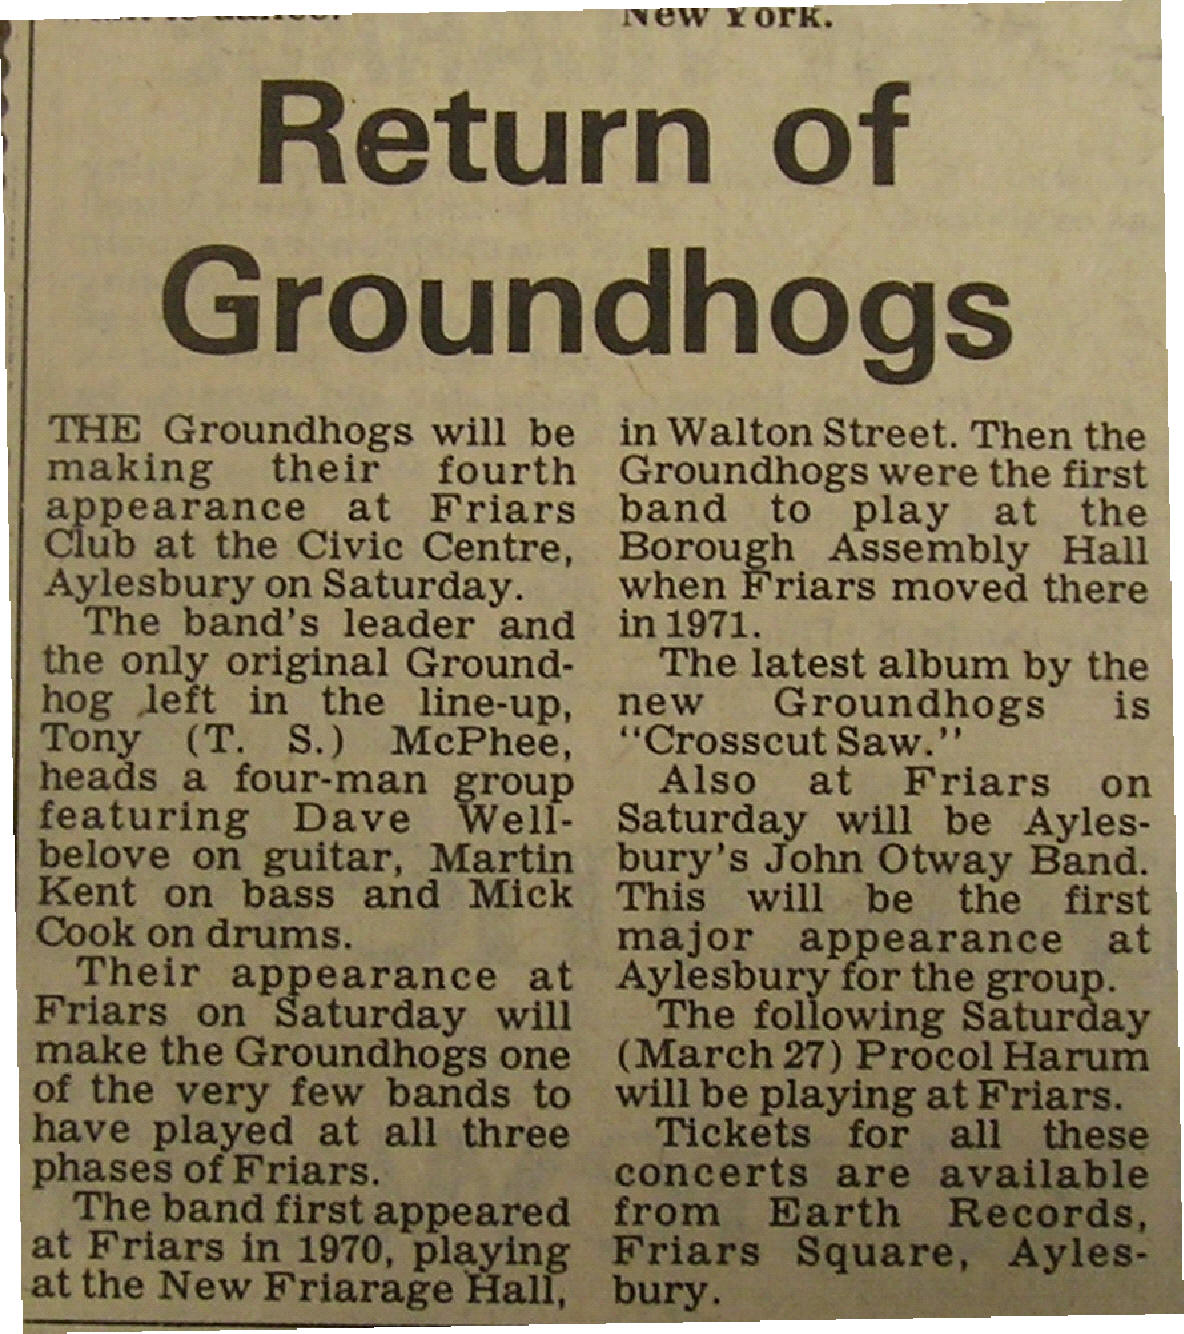 New York.
Return of
Groundhogs
THE Groundhogs will be
making their fourth
appearance at Friars
Club at the Civic Centre,
Aylesbury on Saturday.
The band's leader and
the only original Ground-
hog left in the line-up,
Tony (T. S.) McPhee,
heads a four-man group
featuring Dave Well-
belove on guitar, Martin
Kent on bass and Mick
Cook on drums.
Their appearance at
Friars on Saturday will
make the Groundhogs one
of the very few bands to
have played at all three
phases of Friars.
The band first appeared
at Friars in 1970, playing
at the New Friarage Hall,
in Walton Street. Then the
Groundhogs were the first
band to play at the
Borough Assembly Hall
when Friars moved there
in 1971.
The latest album by the
new Groundhogs is
"Crosscut Saw."
Also at Friars on
Saturday will be Ayles-
bury's John Otway Band.
This will be the first
major appearance at
Aylesbury for the group.
The following Saturday
(March 27) Procol Harum
will be playing at Friars.
Tickets for all these
concerts are available
from Earth Records,
Friars Square, Ayles-
bury.